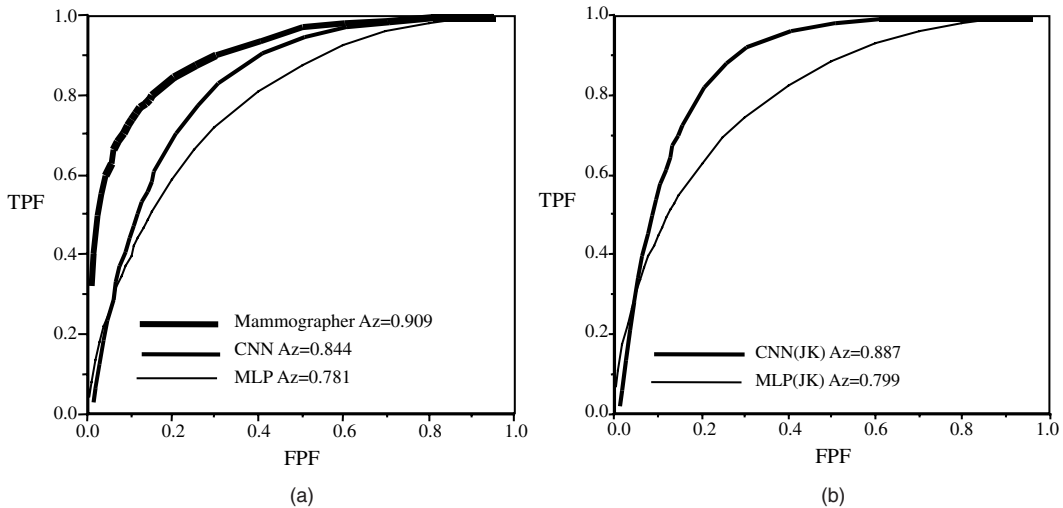 1.0
0.8
0.6
TPF
0.4
0.2
0.0
Mammographer Az=0.909
CNN Az=0.844
MLP Az=0.781
0.0 0.2 0.4 0.6 0.8 1.0
FPF
(a)
1.0
0.8
0.6
TPF
0.4
0.2
0.0
CNN(JK) Az=0.887
MLP(JK) Az=0.799
0.0 0.2 0.4 0.6 0.8 1.0
FPF
(b)